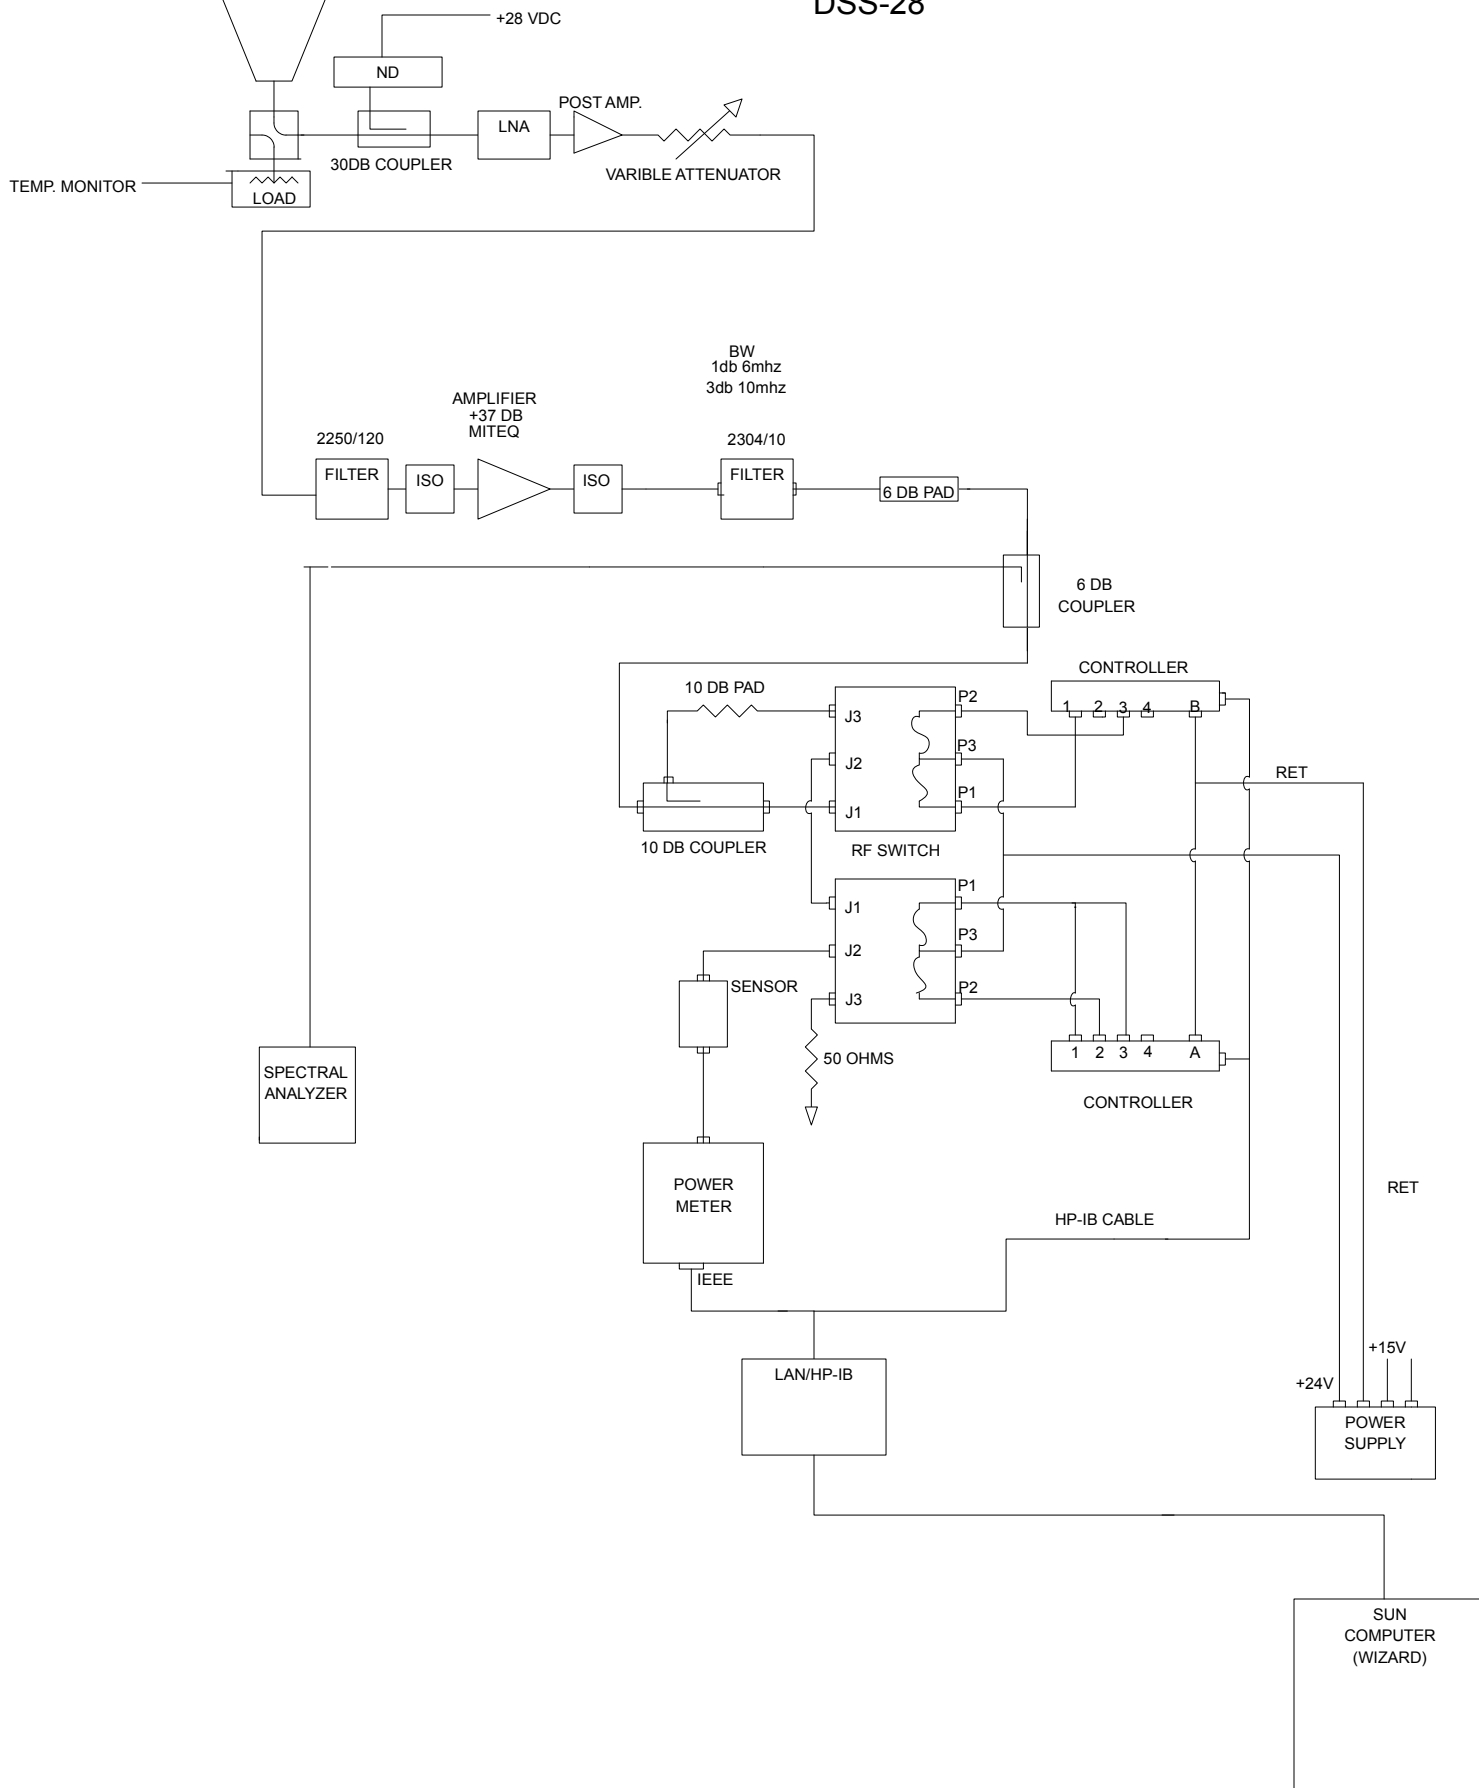 DSS-28
+28 VDC
ND
POST AMP.
LNA
30DB COUPLER
VARIBLE ATTENUATOR
TEMP. MONITOR
LOAD
BW
1db 6mhz
3db 10mhz
AMPLIFIER
+37 DB
MITEQ
2250/120
2304/10
FILTER
ISO
ISO
FILTER
6 DB PAD
6 DB
COUPLER
CONTROLLER
10 DB PAD
P2
1 2 3 4 B
J3
P3
J2
RET
P1
J1
10 DB COUPLER
RF SWITCH
P1
J1
P3
J2
SENSOR
P2
J3
50 OHMS
1 2 3 4 A
SPECTRAL
ANALYZER
CONTROLLER
POWER
METER
RET
HP-IB CABLE
IEEE
+15V
LAN/HP-IB
+24V
POWER
SUPPLY
SUN
COMPUTER
(WIZARD)